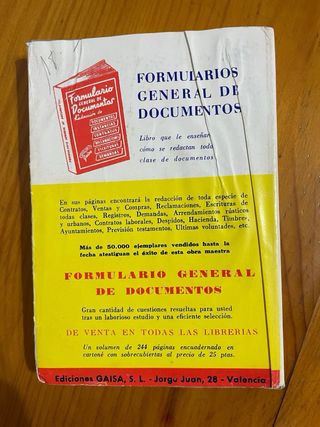 Formulario
GENERAL DE
Documentos
FORMULARIOS
GENERAL DE
DOCUMENTOS
Libro que le enseñar
cómo se redactan toda
clase de documentos
En sus páginas encontrará la redacción de toda especie de
Contratos, Ventas y Compras, Reclamaciones, Escrituras de
todas clases, Registros, Demandas, Arrendamientos rústicos
y urbanos, Contratos laborales, Despidos, Hacienda, Timbres,
Ayuntamientos, Previsión testamentos, Ultimas voluntades, etc.
Más de 50.000 ejemplares vendidos hasta la
fecha atestiguan el éxito de esta obra maestra
FORMULARIO GENERAL
DE DOCUMENTOS
Gran cantidad de cuestiones resueltas para usted
tras un laborioso estudio y una eficiente selección.
DE VENTA EN TODAS LAS LIBRERIAS
Un volumen de 244 páginas encuadernado en
cartoné con sobrecubiertas al precio de 25 ptas.
Ediciones GAISA, S. L. - Jorge Juan, 28 - Valencia